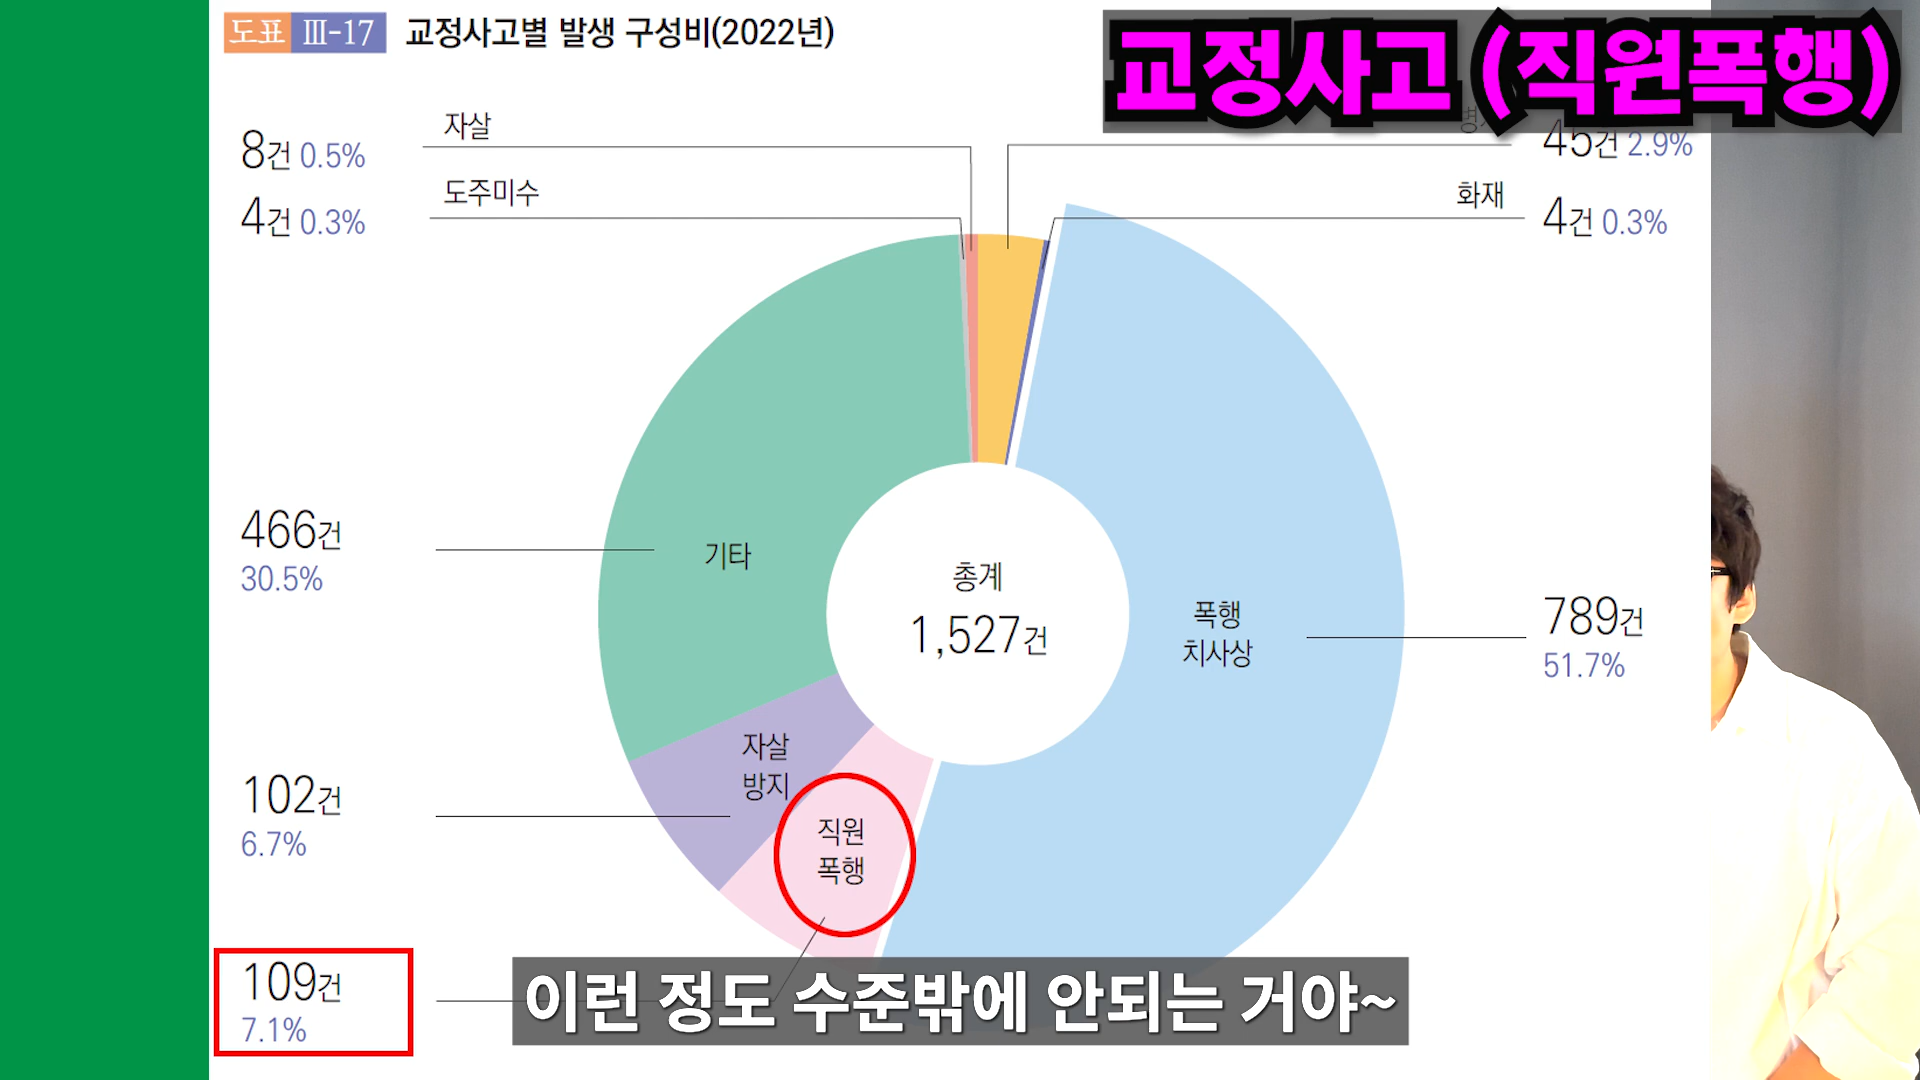 도표 Ⅲ-17 교정사고별 발생 구성비(2022년)
교정사고 (직원폭행)
자살
8건 0.5%
도주미수
4건 0.3%
45건 2.9%
화재
4건 0.3%
466건
30.5%
기타
총계
1,527건
폭행
치사상
789건
51.7%
자살
방지
102건
6.7%
직원
폭행
109건
7.1%
이런 정도 수준밖에 안되는 거야~